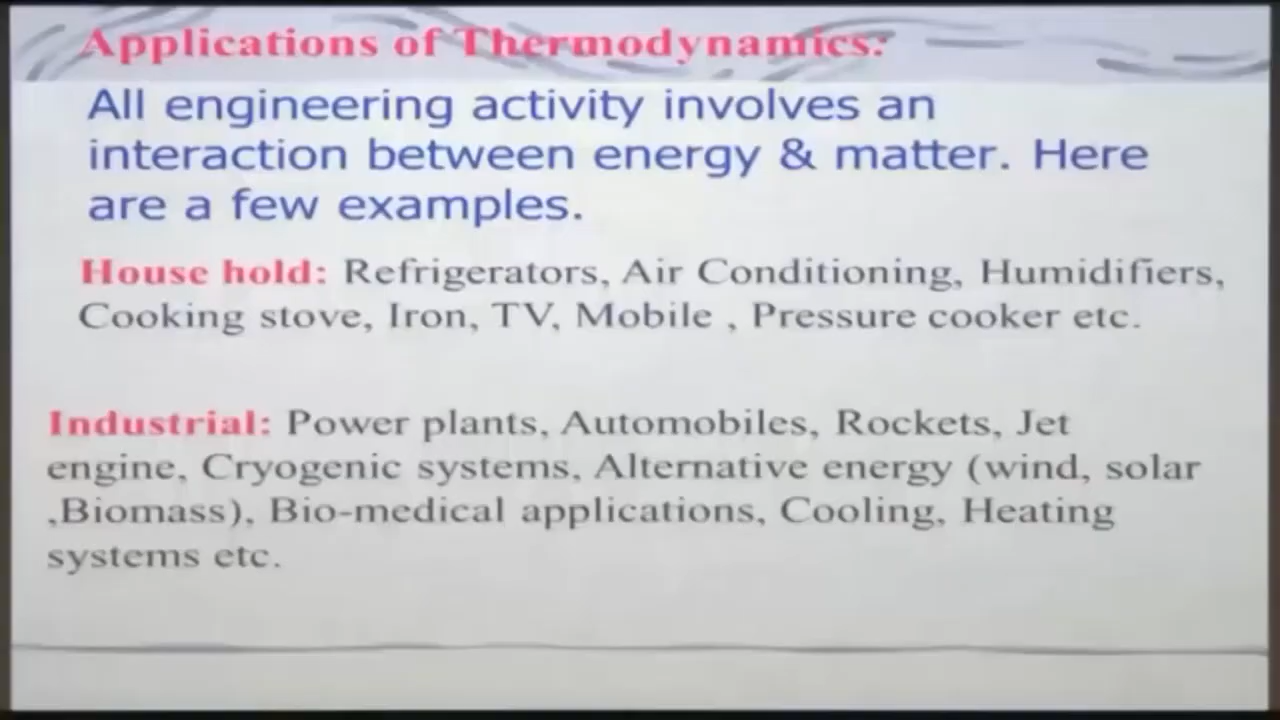 Applications of Thermodynamics:
All engineering activity involves an
interaction between energy & matter. Here
are a few examples.
House hold: Refrigerators, Air Conditioning, Humidifiers,
Cooking stove, Iron, TV, Mobile , Pressure cooker etc.
Industrial: Power plants, Automobiles, Rockets, Jet
engine, Cryogenic systems, Alternative energy (wind, solar
,Biomass), Bio-medical applications, Cooling, Heating
systems etc.